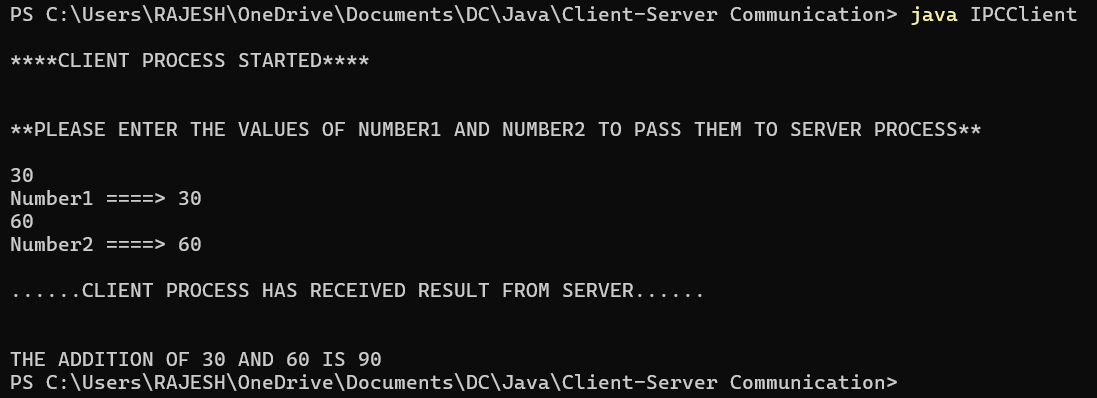 PS C:\Users\RAJESH\OneDrive\Documents\DC\Java\Client-Server Communication> java IPCClient
****CLIENT PROCESS STARTED****
**PLEASE ENTER THE VALUES OF NUMBER1 AND NUMBER2 TO PASS THEM TO SERVER PROCESS**
30
Number1 ====> 30
60
Number2 ====> 60
......CLIENT PROCESS HAS RECEIVED RESULT FROM SERVER......
THE ADDITION OF 30 AND 60 IS 90
PS C:\Users\RAJESH\OneDrive\Documents\DC\Java\Client-Server Communication>